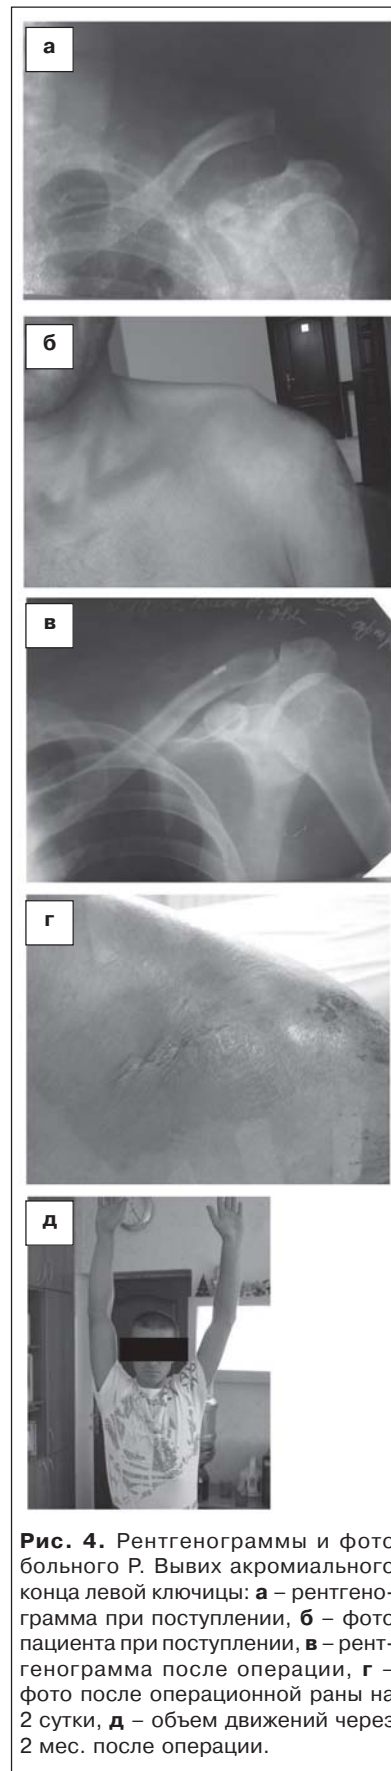 а
б
в
г
д
Рис. 4. Рентгенограммы и фото
больного Р. Вывих акромиального
конца левой ключицы: а – рентгено-
грамма при поступлении, б – фото
пациента при поступлении, в – рент-
генограмма после операции, г –
фото после операционной раны на
2 сутки, д – объем движений через
2 мес. после операции.